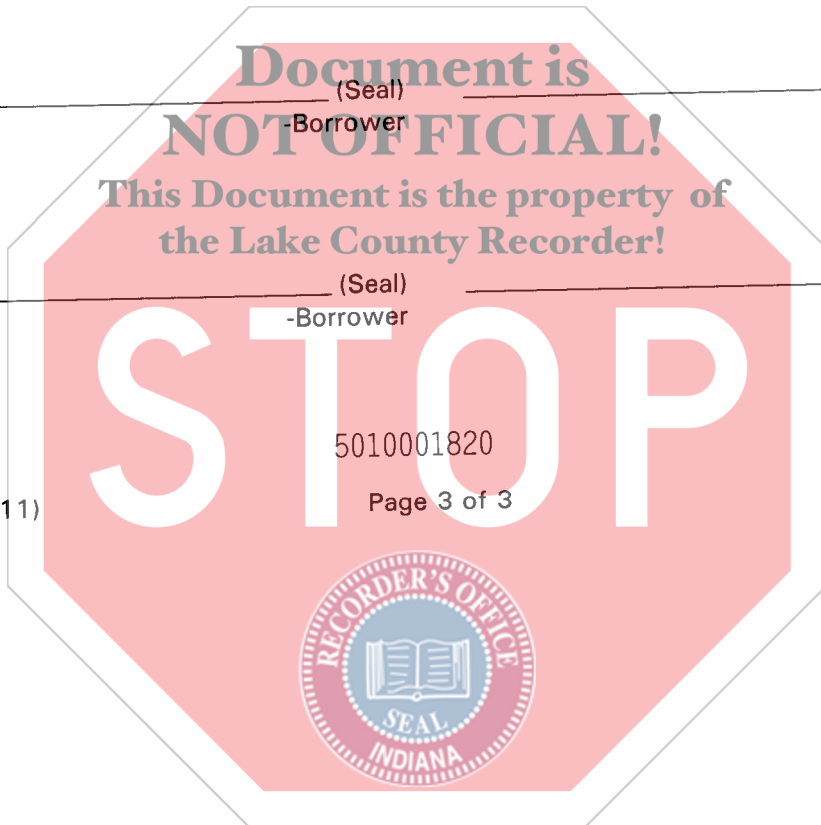 Document is
(Seal)
-Borrower
NOT OFFICIAL!
This Document is the property of
the Lake County Recorder!
(Seal)
-Borrower
STOP
5010001820
11)
Page 3 of 3
RECORDER'S OFFICE
SEAL
INDIANA